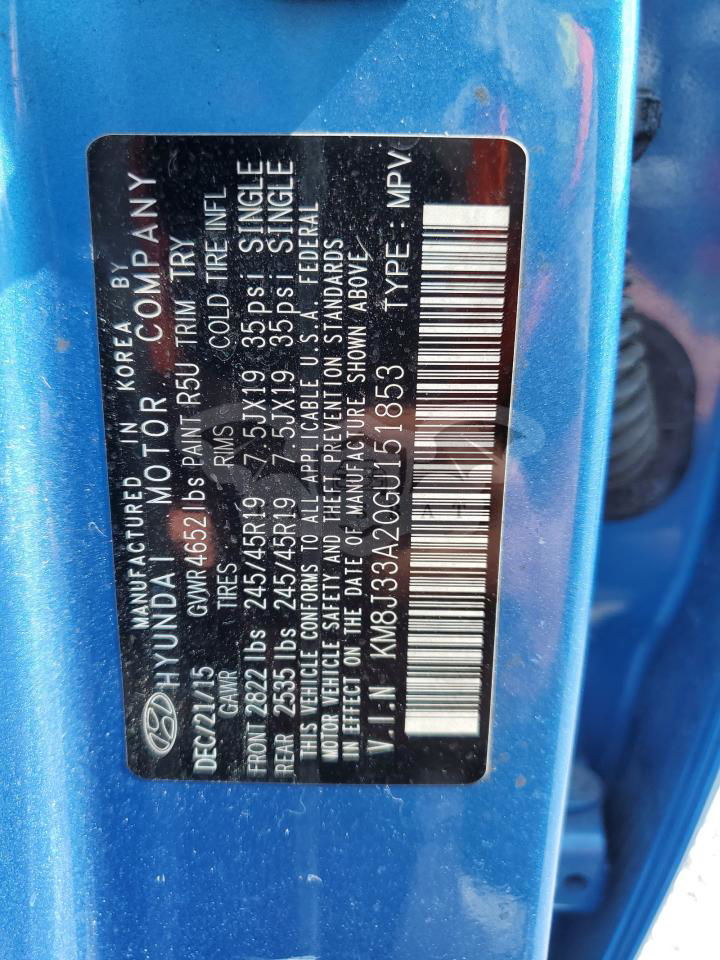 MANUFACTURED IN KOREA BY
HYUNDAI MOTOR COMPANY
DEC/21/15 GVWR 4652 lbs PAINT R5U TRIM TRY
GAWR TIRES RIMS COLD TIRE INFL
FRONT 2822 lbs 245/45R19 7.5JX19 35psi SINGLE
REAR 2535 lbs 245/45R19 7.5JX19 35psi SINGLE
THIS VEHICLE CONFORMS TO ALL APPLICABLE U.S.A. FEDERAL
MOTOR VEHICLE SAFETY AND THEFT PREVENTION STANDARDS
IN EFFECT ON THE DATE OF MANUFACTURE SHOWN ABOVE
V.I.N KM8J33A20GU151853 TYPE : MPV